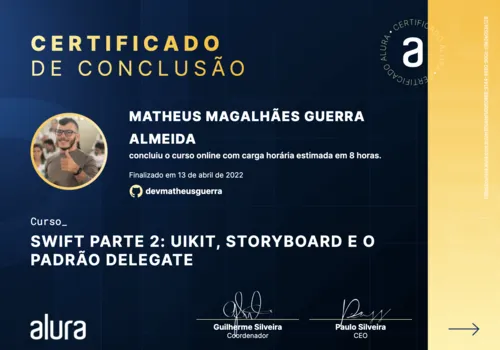 CERTIFICADO
DE CONCLUSÃO
CERTIFICADO ALURA
a
MATHEUS MAGALHÃES GUERRA
ALMEIDA
concluiu o curso online com carga horária estimada em 8 horas.
Finalizado em 13 de abril de 2022
devmatheusguerra
Curso_
SWIFT PARTE 2: UIKIT, STORYBOARD E O
PADRÃO DELEGATE
alura
Guilherme Silveira
Coordenador
Paulo Silveira
CEO